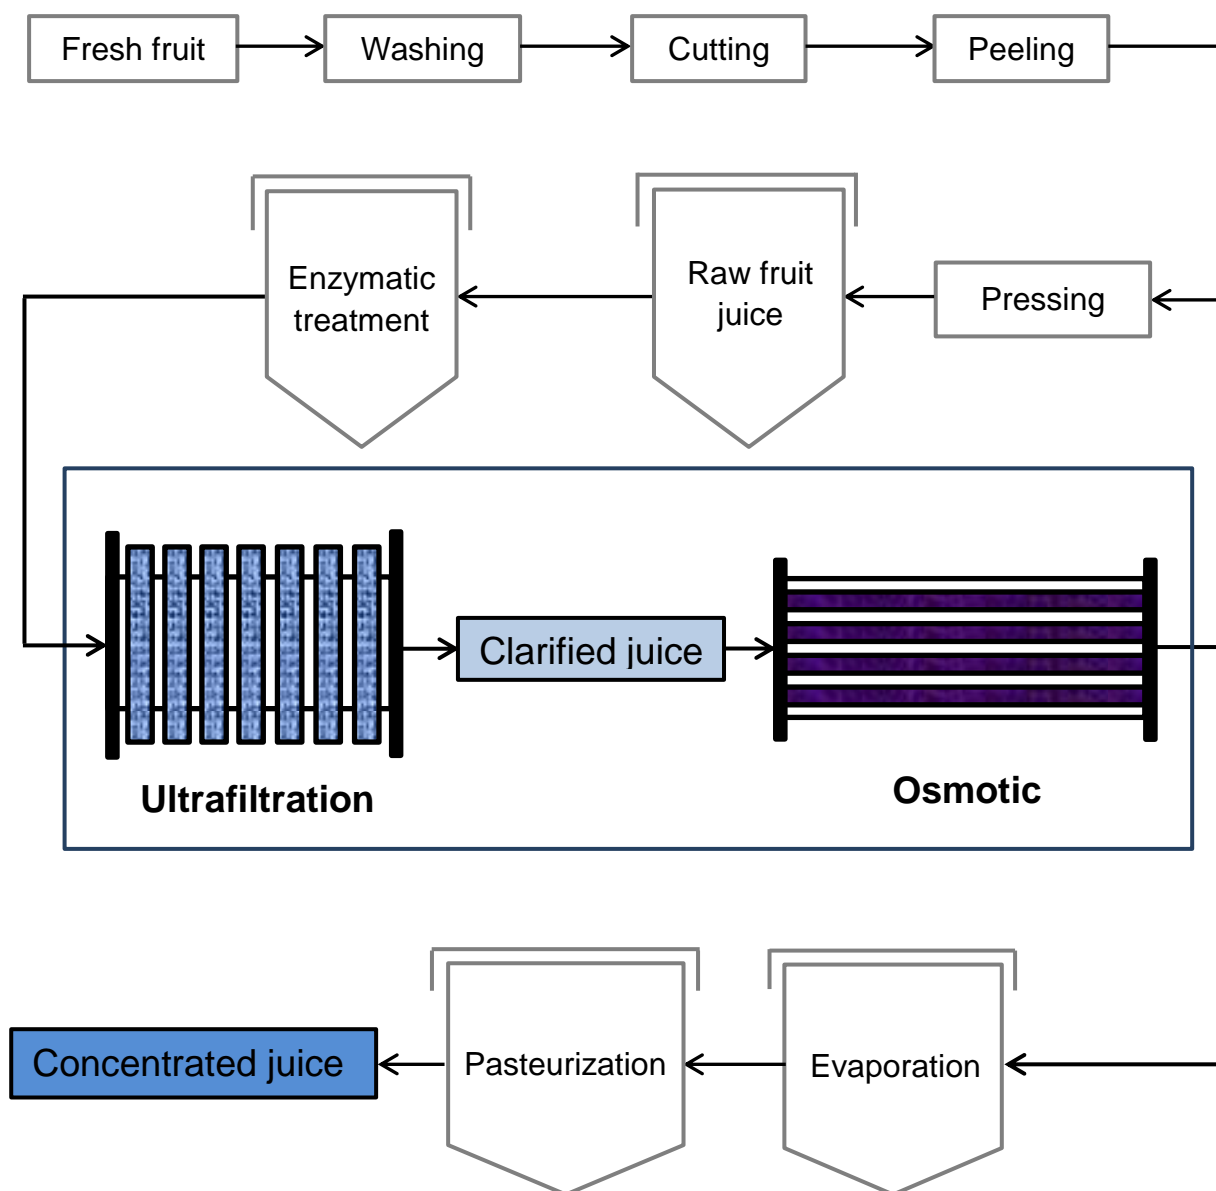 Fresh fruit
Washing
Cutting
Peeling
Enzymatic
treatment
Raw fruit
juice
Pressing
Clarified juice
Ultrafiltration
Osmotic
Concentrated juice
Pasteurization
Evaporation